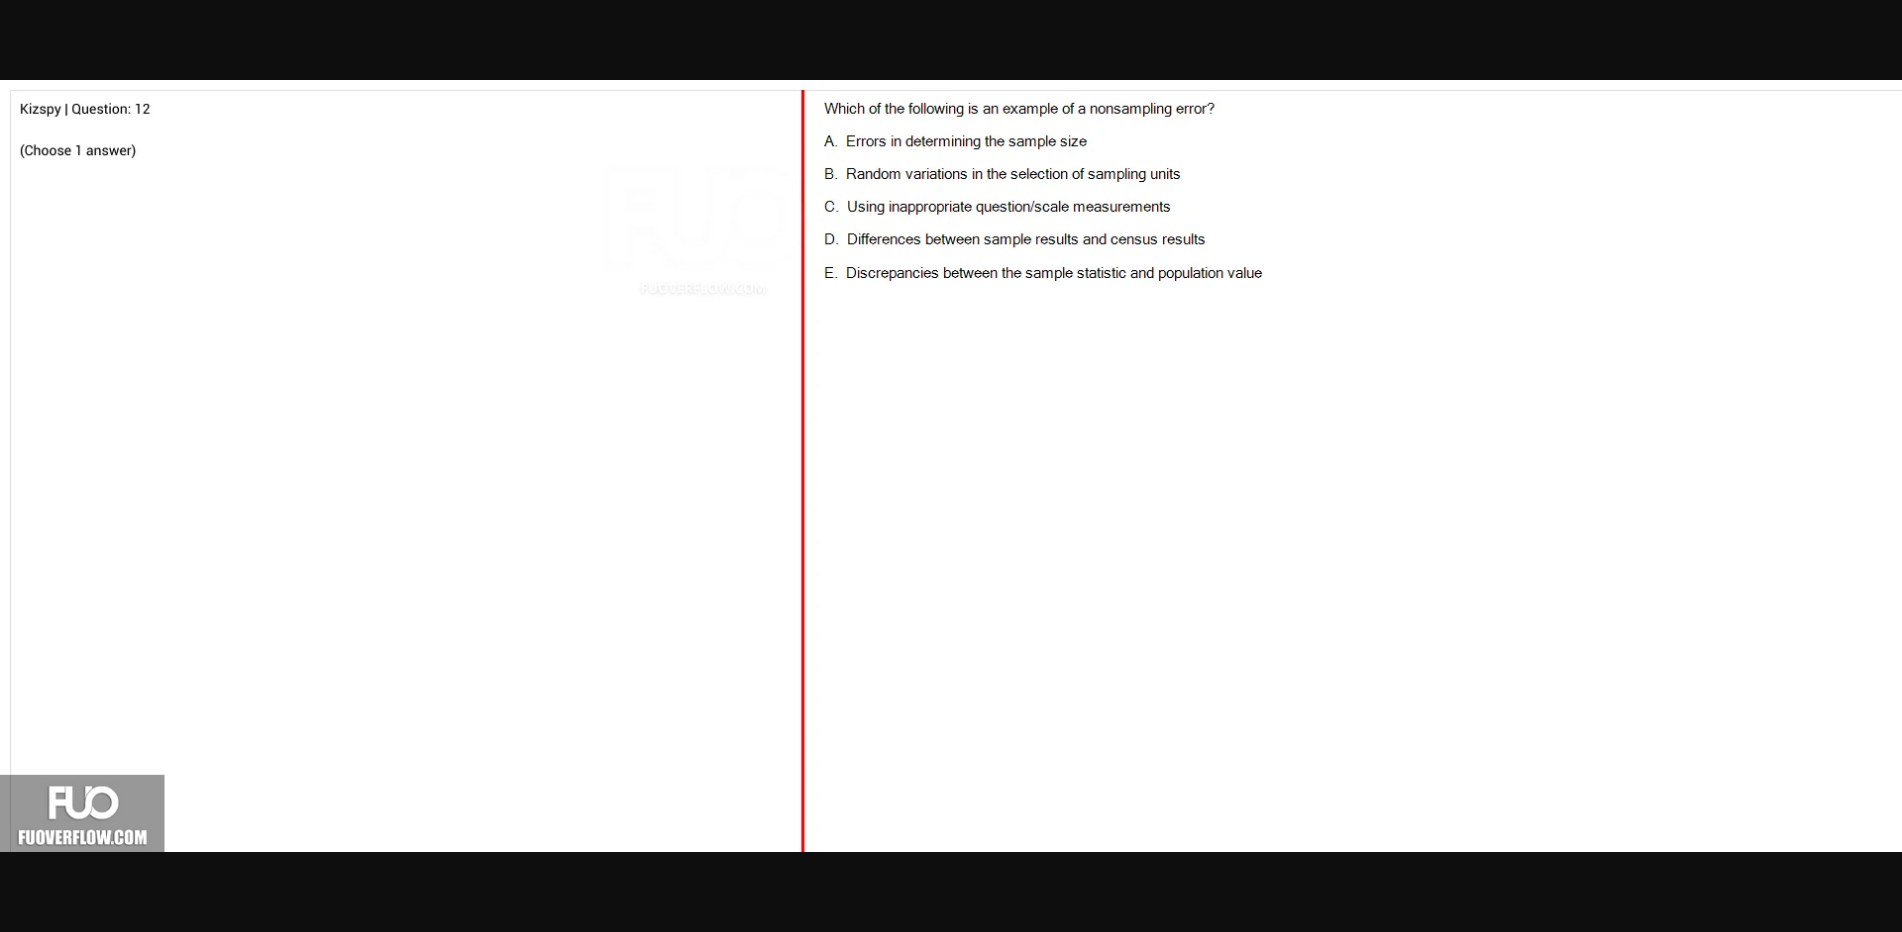 Kizspy | Question: 12
(Choose 1 answer)
Which of the following is an example of a nonsampling error?
A. Errors in determining the sample size
B. Random variations in the selection of sampling units
C. Using inappropriate question/scale measurements
D. Differences between sample results and census results
E. Discrepancies between the sample statistic and population value
FUO
FUOVERFLOW.COM
FUO
FUOVERFLOW.COM